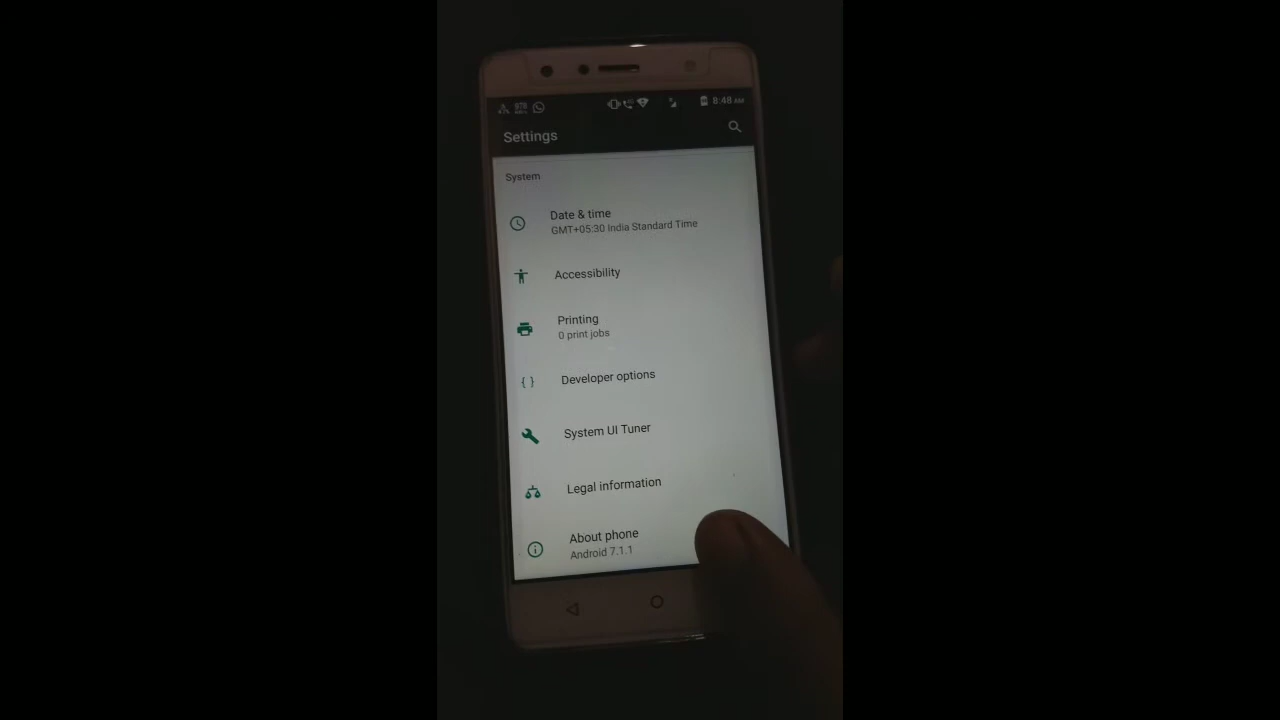 8:48 AM
Settings
System
Date & time
GMT+05:30 India Standard Time
Accessibility
Printing
0 print jobs
{ }
Developer options
System UI Tuner
Legal information
About phone
Android 7.1.1